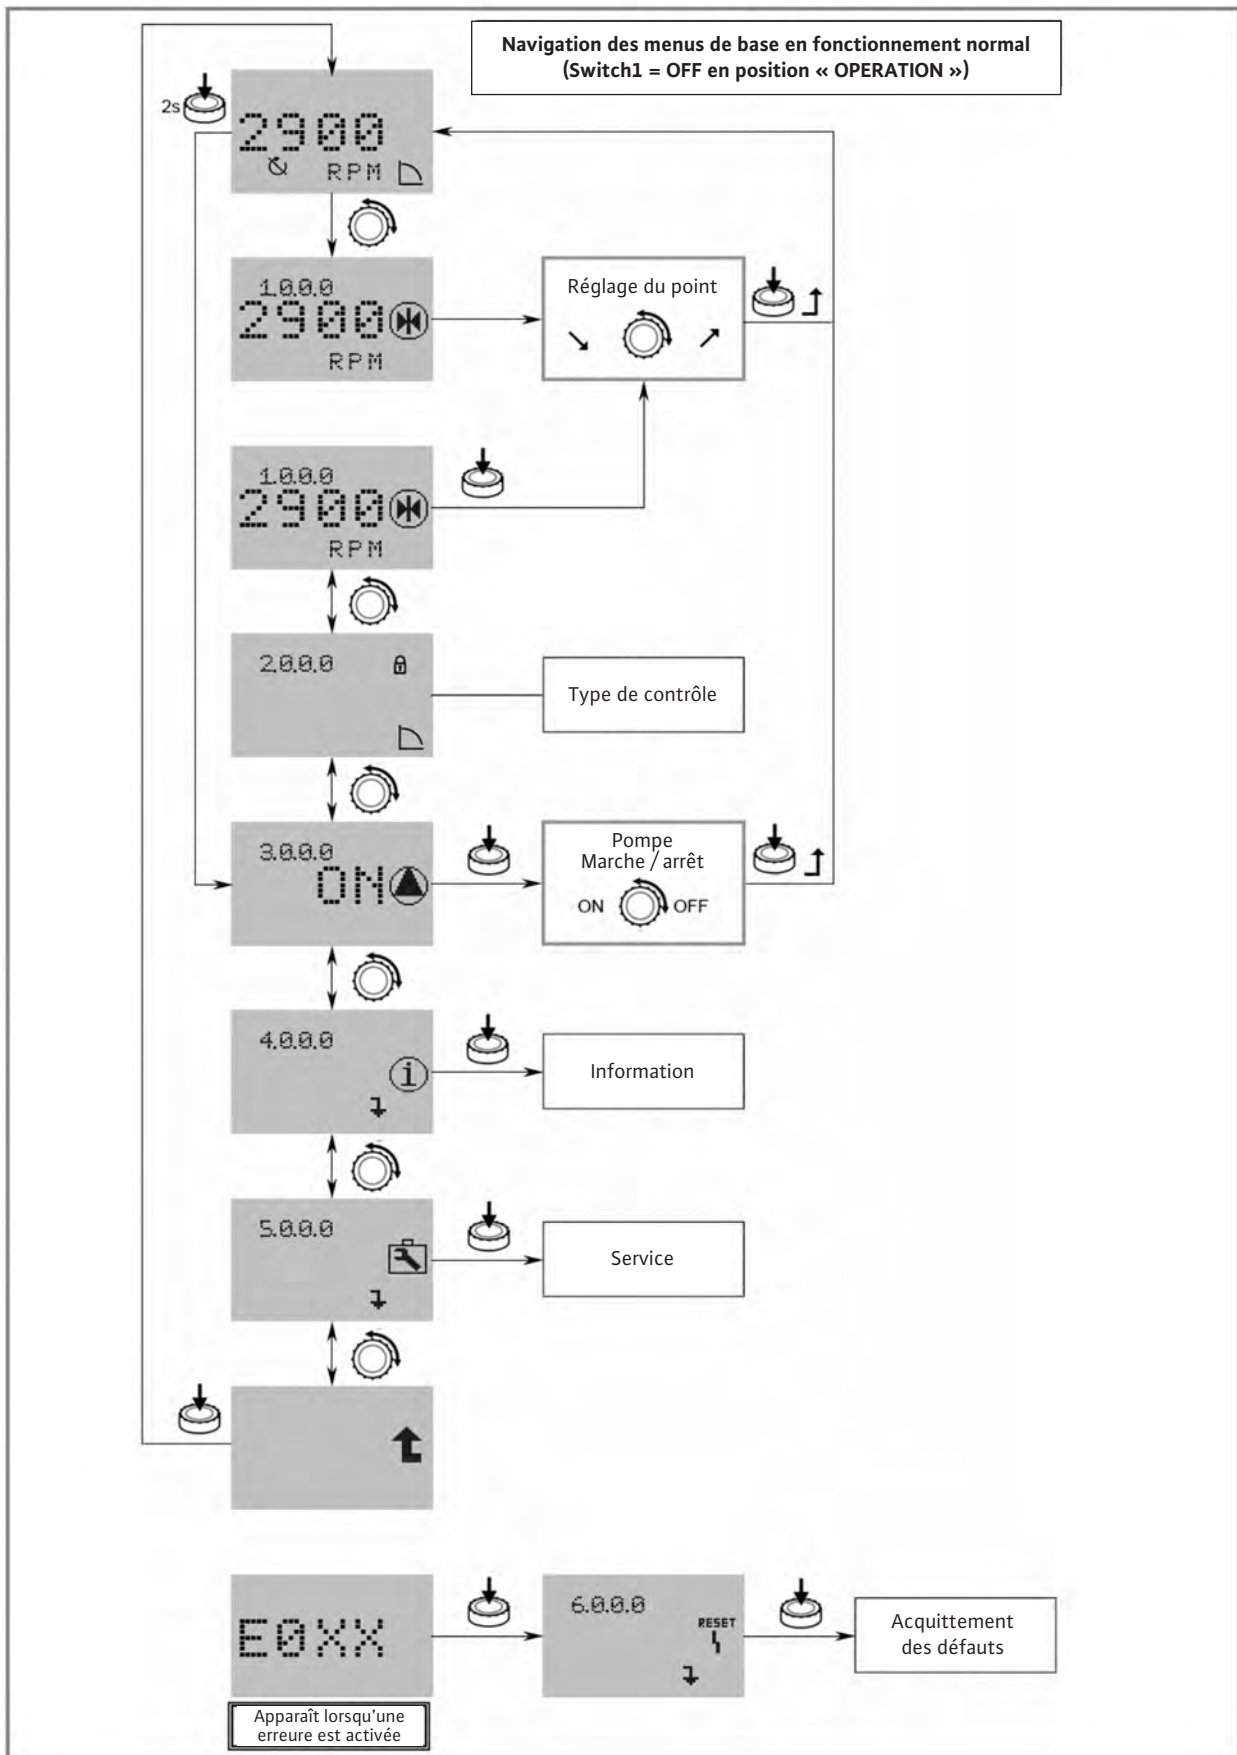 Navigation des menus de base en fonctionnement normal
(Switch1 = OFF en position « OPERATION »)
2s
2900
RPM
1.0.0.0
2900
RPM
Réglage du point
1.0.0.0
2900
RPM
2.0.0.0
Type de contrôle
3.0.0.0
ON
Pompe
Marche / arrêt
ON OFF
4.0.0.0
i
Information
5.0.0.0
Service
E0XX
6.0.0.0
RESET
Acquittement
des défauts
Apparaît lorsqu'une
erreure est activée